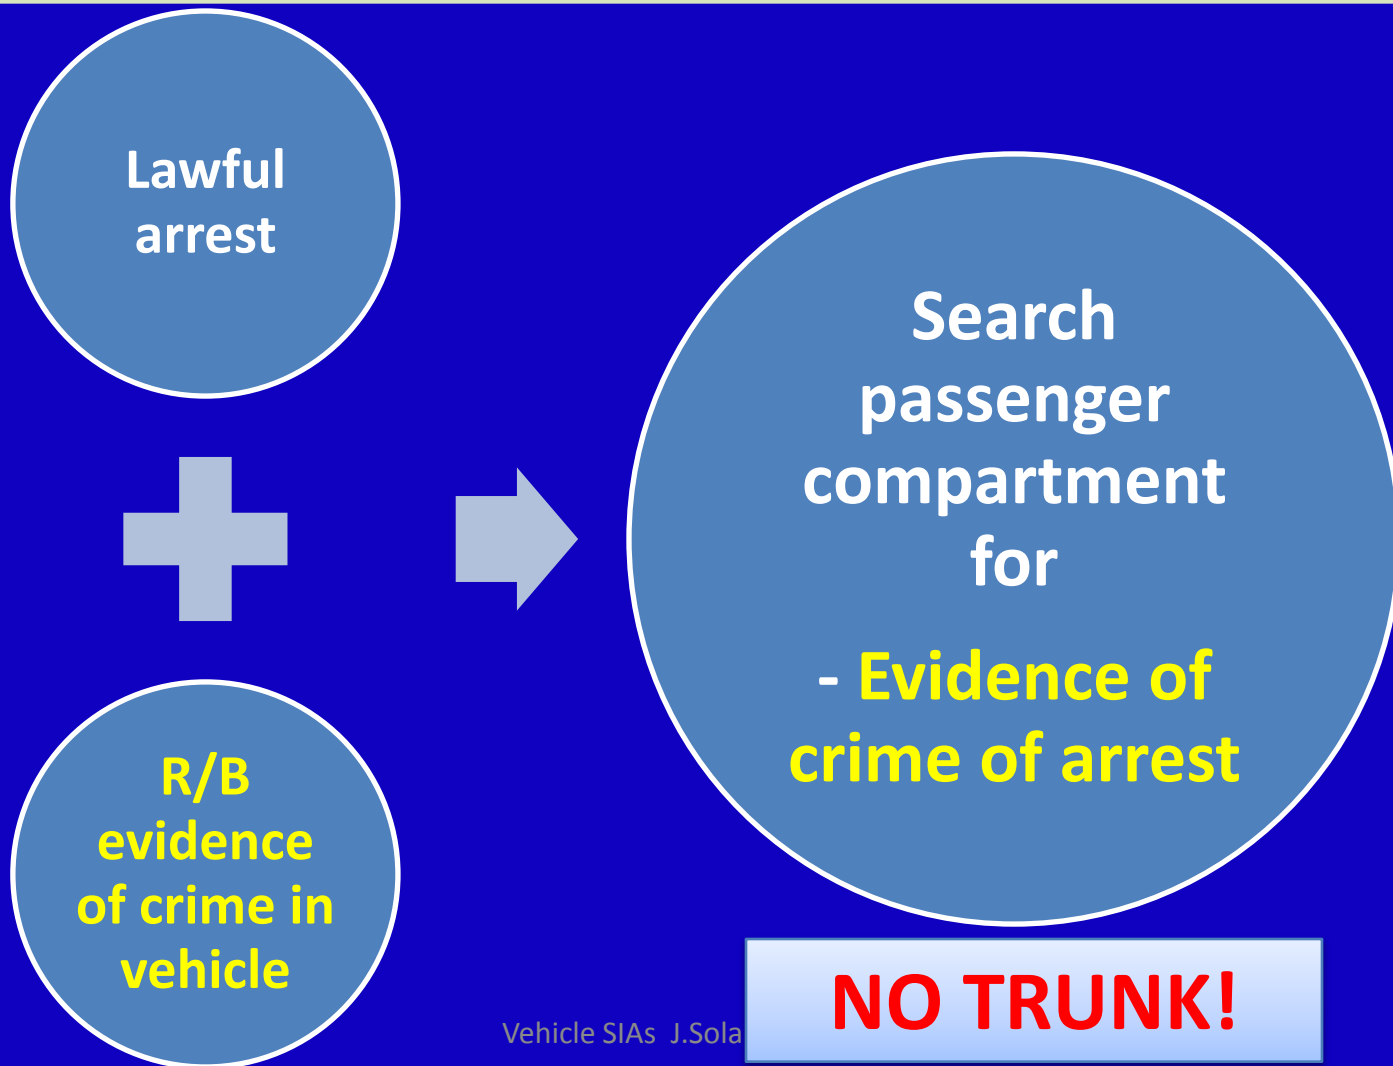 Lawful
arrest
R/B
evidence
of crime in
vehicle
Search
passenger
compartment
for
- Evidence of
crime of arrest
NO TRUNK!
Vehicle SIAs J.Sola